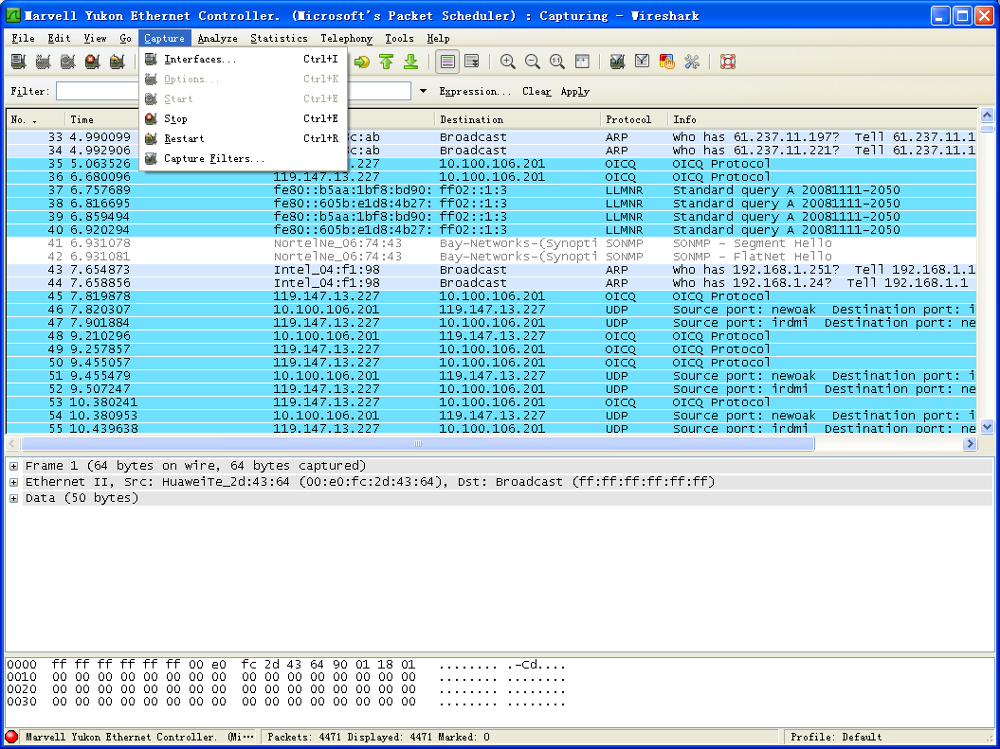 Marvell Yukon Ethernet Controller. (Microsoft's Packet Scheduler) : Capturing - Wireshark
File Edit View Go Capture Analyze Statistics Telephony Tools Help
Interfaces... Ctrl+I
Options... Ctrl+K
Start Ctrl+E
Stop Ctrl+E
Restart Ctrl+R
Capture Filters...
Filter: Expression... Clear Apply
No. . Time Destination Protocol Info
33 4.990099 c:ab Broadcast ARP Who has 61.237.11.197? Tell 61.237.11.1
34 4.992906 c:ab Broadcast ARP Who has 61.237.11.221? Tell 61.237.11.1
35 5.063526 119.147.13.227 10.100.106.201 OICQ OICQ Protocol
36 6.680096 119.147.13.227 10.100.106.201 OICQ OICQ Protocol
37 6.757689 fe80::b5aa:1bf8:bd90: ff02::1:3 LLMNR Standard query A 20081111-2050
38 6.816695 fe80::605b:e1d8:4b27: ff02::1:3 LLMNR Standard query A 20081111-2050
39 6.859494 fe80::b5aa:1bf8:bd90: ff02::1:3 LLMNR Standard query A 20081111-2050
40 6.920294 fe80::605b:e1d8:4b27: ff02::1:3 LLMNR Standard query A 20081111-2050
41 6.931078 NortelNe_06:74:43 Bay-Networks-(Synopti SONMP SONMP - Segment Hello
42 6.931081 NortelNe_06:74:43 Bay-Networks-(Synopti SONMP SONMP - FlatNet Hello
43 7.654873 Intel_04:f1:98 Broadcast ARP Who has 192.168.1.251? Tell 192.168.1.1
44 7.658856 Intel_04:f1:98 Broadcast ARP Who has 192.168.1.24? Tell 192.168.1.1
45 7.819878 119.147.13.227 10.100.106.201 OICQ OICQ Protocol
46 7.820307 10.100.106.201 119.147.13.227 UDP Source port: newoak Destination port: i
47 7.901884 119.147.13.227 10.100.106.201 UDP Source port: irdmi Destination port: ne
48 9.210296 10.100.106.201 119.147.13.227 OICQ OICQ Protocol
49 9.257857 119.147.13.227 10.100.106.201 OICQ OICQ Protocol
50 9.455057 119.147.13.227 10.100.106.201 OICQ OICQ Protocol
51 9.455479 10.100.106.201 119.147.13.227 UDP Source port: newoak Destination port: i
52 9.507247 119.147.13.227 10.100.106.201 UDP Source port: irdmi Destination port: ne
53 10.380241 119.147.13.227 10.100.106.201 OICQ OICQ Protocol
54 10.380953 10.100.106.201 119.147.13.227 UDP Source port: newoak Destination port: i
55 10.439638 119.147.13.227 10.100.106.201 UDP Source port: irdmi Destination port: ne
Frame 1 (64 bytes on wire, 64 bytes captured)
Ethernet II, Src: HuaweiTe_2d:43:64 (00:e0:fc:2d:43:64), Dst: Broadcast (ff:ff:ff:ff:ff:ff)
Data (50 bytes)
0000 ff ff ff ff ff ff 00 e0 fc 2d 43 64 90 01 18 01 ........ .-Cd....
0010 00 00 00 00 00 00 00 00 00 00 00 00 00 00 00 00 ........ ........
0020 00 00 00 00 00 00 00 00 00 00 00 00 00 00 00 00 ........ ........
0030 00 00 00 00 00 00 00 00 00 00 00 00 00 00 00 00 ........ ........
Marvell Yukon Ethernet Controller. (Mi... Packets: 4471 Displayed: 4471 Marked: 0 Profile: Default